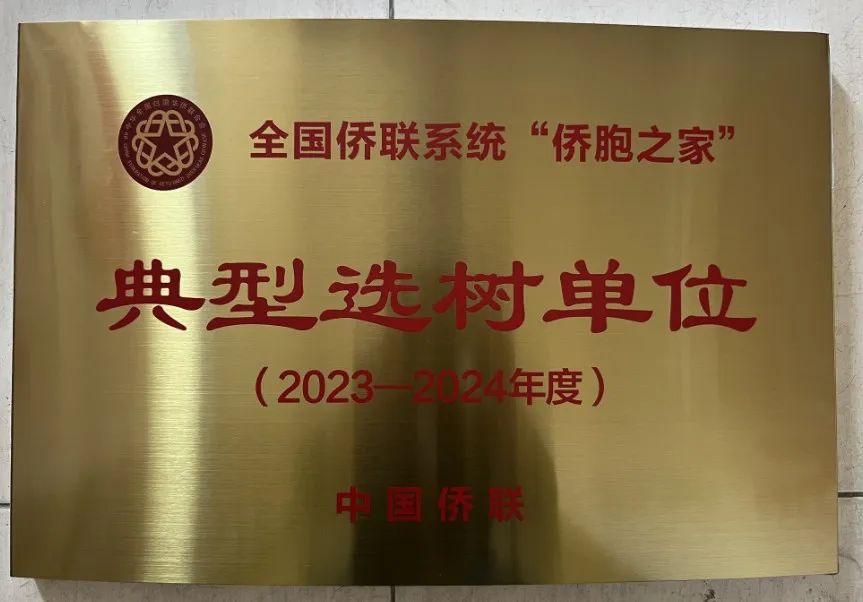 全国侨联系统“侨胞之家”
典型选树单位
（2023—2024年度）
中国侨联